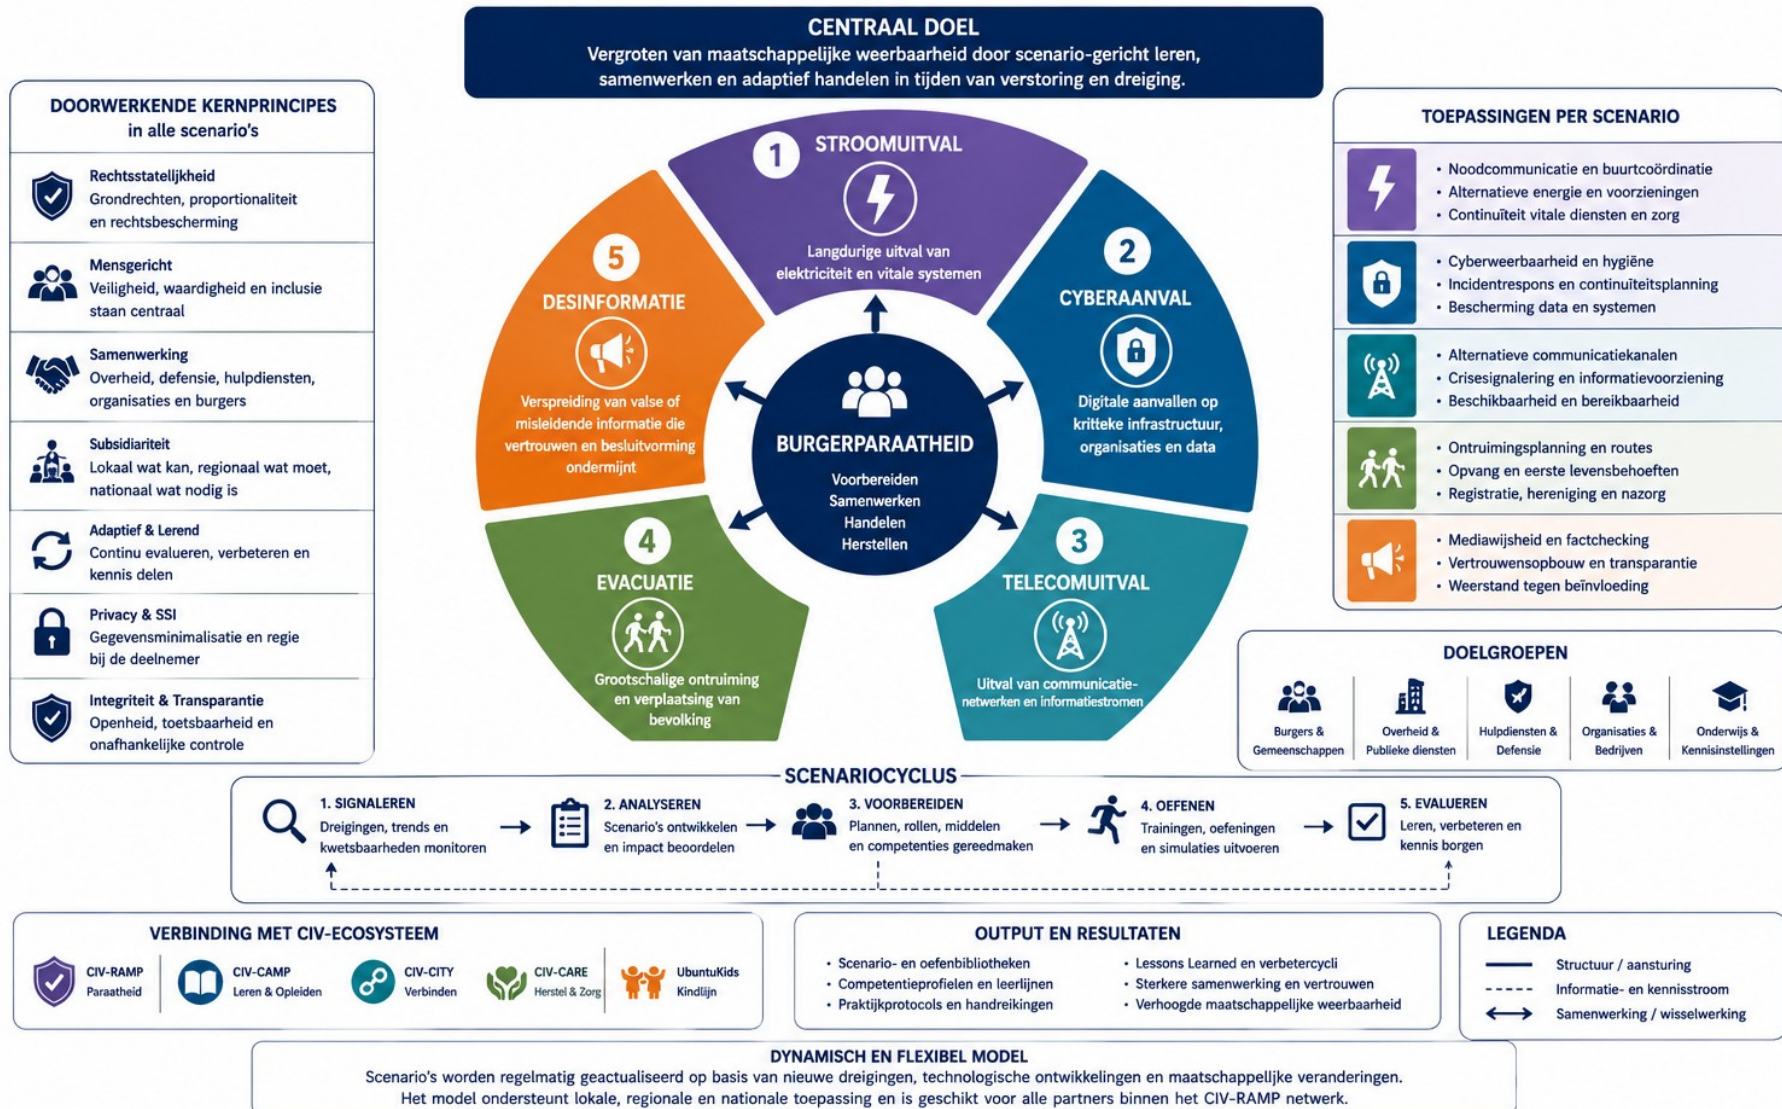 CENTRAAL DOEL
Vergroten van maatschappelijke weerbaarheid door scenario-gericht leren,
samenwerken en adaptief handelen in tijden van verstoring en dreiging.
DOORWERKENDE KERNPRINCIPES
in alle scenario's
Rechtsstatelijkheid
Grondrechten, proportionaliteit
en rechtsbescherming
Mensgericht
Veiligheid, waardigheid en inclusie
staan centraal
Samenwerking
Overheid, defensie, hulpdiensten,
organisaties en burgers
Subsidiariteit
Lokaal wat kan, regionaal wat moet,
nationaal wat nodig is
Adaptief & Lerend
Continu evalueren, verbeteren en
kennis delen
Privacy & SSI
Gegevensminimalisatie en regie
bij de deelnemer
Integriteit & Transparantie
Openheid, toetsbaarheid en
onafhankelijke controle
1 STROOMUITVAL
Langdurige uitval van
elektriciteit en vitale systemen
2
CYBERAANVAL
Digitale aanvallen op
kritteke infrastructuur,
organisaties en data
3
TELECOMUITVAL
Uitval van communicatie-
netwerken en informatiestromen
4
EVACUATIE
Grootschalige ontruiming
en verplaatsing van
bevolking
5
DESINFORMATIE
Verspreiding van valse of
misleidende informatie die
vertrouwen en besluitvorming
ondermijnt
BURGERPARAATHEID
Voorbereiden
Samenwerken
Handelen
Herstellen
TOEPASSINGEN PER SCENARIO
• Noodcommunicatie en buurtcoördinatie
• Alternatieve energie en voorzieningen
• Continuïteit vitale diensten en zorg
• Cyberweerbaarheid en hygiëne
• Incidentrespons en continuïteitsplanning
• Bescherming data en systemen
• Alternatieve communicatiekanalen
• Crisesignalering en informatievoorziening
• Beschikbaarheid en bereikbaarheid
• Ontruimingsplanning en routes
• Opvang en eerste levensbehoeften
• Registratie, hereniging en nazorg
• Mediawijsheid en factchecking
• Vertrouwensopbouw en transparantie
• Weerstand tegen beïnvloeding
DOELGROEPEN
Burgers &
Gemeenschappen
Overheid &
Publieke diensten
Hulpdiensten &
Defensie
Organisaties &
Bedrijven
Onderwijs &
Kennisinstellingen
SCENARIOCYCLUS
1. SIGNALEREN
Dreigingen, trends en
kwetsbaarheden monitoren
2. ANALYSEREN
Scenario's ontwikkelen
en impact beoordelen
3. VOORBEREIDEN
Plannen, rollen, middelen
en competenties gereedmaken
4. OEFENEN
Trainingen, oefeningen
en simulaties uitvoeren
5. EVALUEREN
Leren, verbeteren en
kennis borgen
VERBINDING MET CIV-ECOSYTEEM
CIV-RAMP
Paraatheid
CIV-CAMP
Leren & Opleiden
CIV-CITY
Verbinden
CIV-CARE
Herstel & Zorg
UbuntuKids
Kindlijn
OUTPUT EN RESULTATEN
• Scenario- en oefenbibliotheken
• Competentieprofielen en leerlijnen
• Praktijkprotocols en handreikingen
• Lessons Learned en verbetercycli
• Sterkere samenwerking en vertrouwen
• Verhoogde maatschappelijke weerbaarheid
LEGENDA
Structuur / aansturing
Informatie- en kennisstroom
Samenwerking / wisselwerking
DYNAMISCH EN FLEXIBEL MODEL
Scenario's worden regelmatig geactualiseerd op basis van nieuwe dreigingen, technologische ontwikkelingen en maatschappelijke veranderingen.
Het model ondersteunt lokale, regionale en nationale toepassing en is geschikt voor alle partners binnen het CIV-RAMP netwerk.